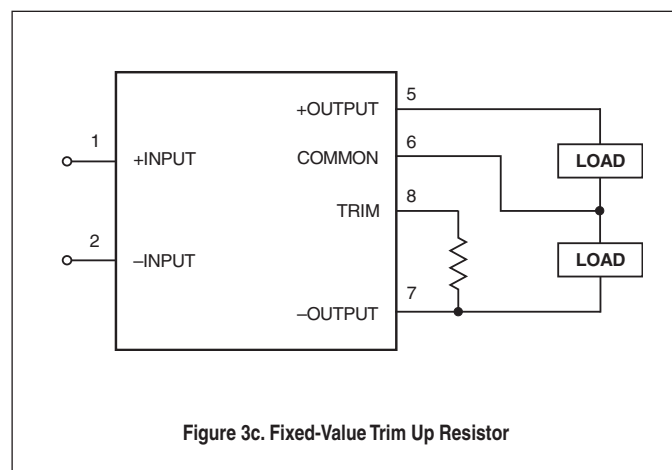 5
+OUTPUT
1
6
+INPUT
COMMON
LOAD
8
TRIM
2
LOAD
–INPUT
7
–OUTPUT
Figure 3c. Fixed-Value Trim Up Resistor